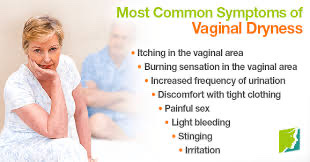 Most Common Symptoms of
Vaginal Dryness
• Itching in the vaginal area
• Burning sensation in the vaginal area
• Increased frequency of urination
• Discomfort with tight clothing
• Painful sex
• Light bleeding
• Stinging
• Irritation